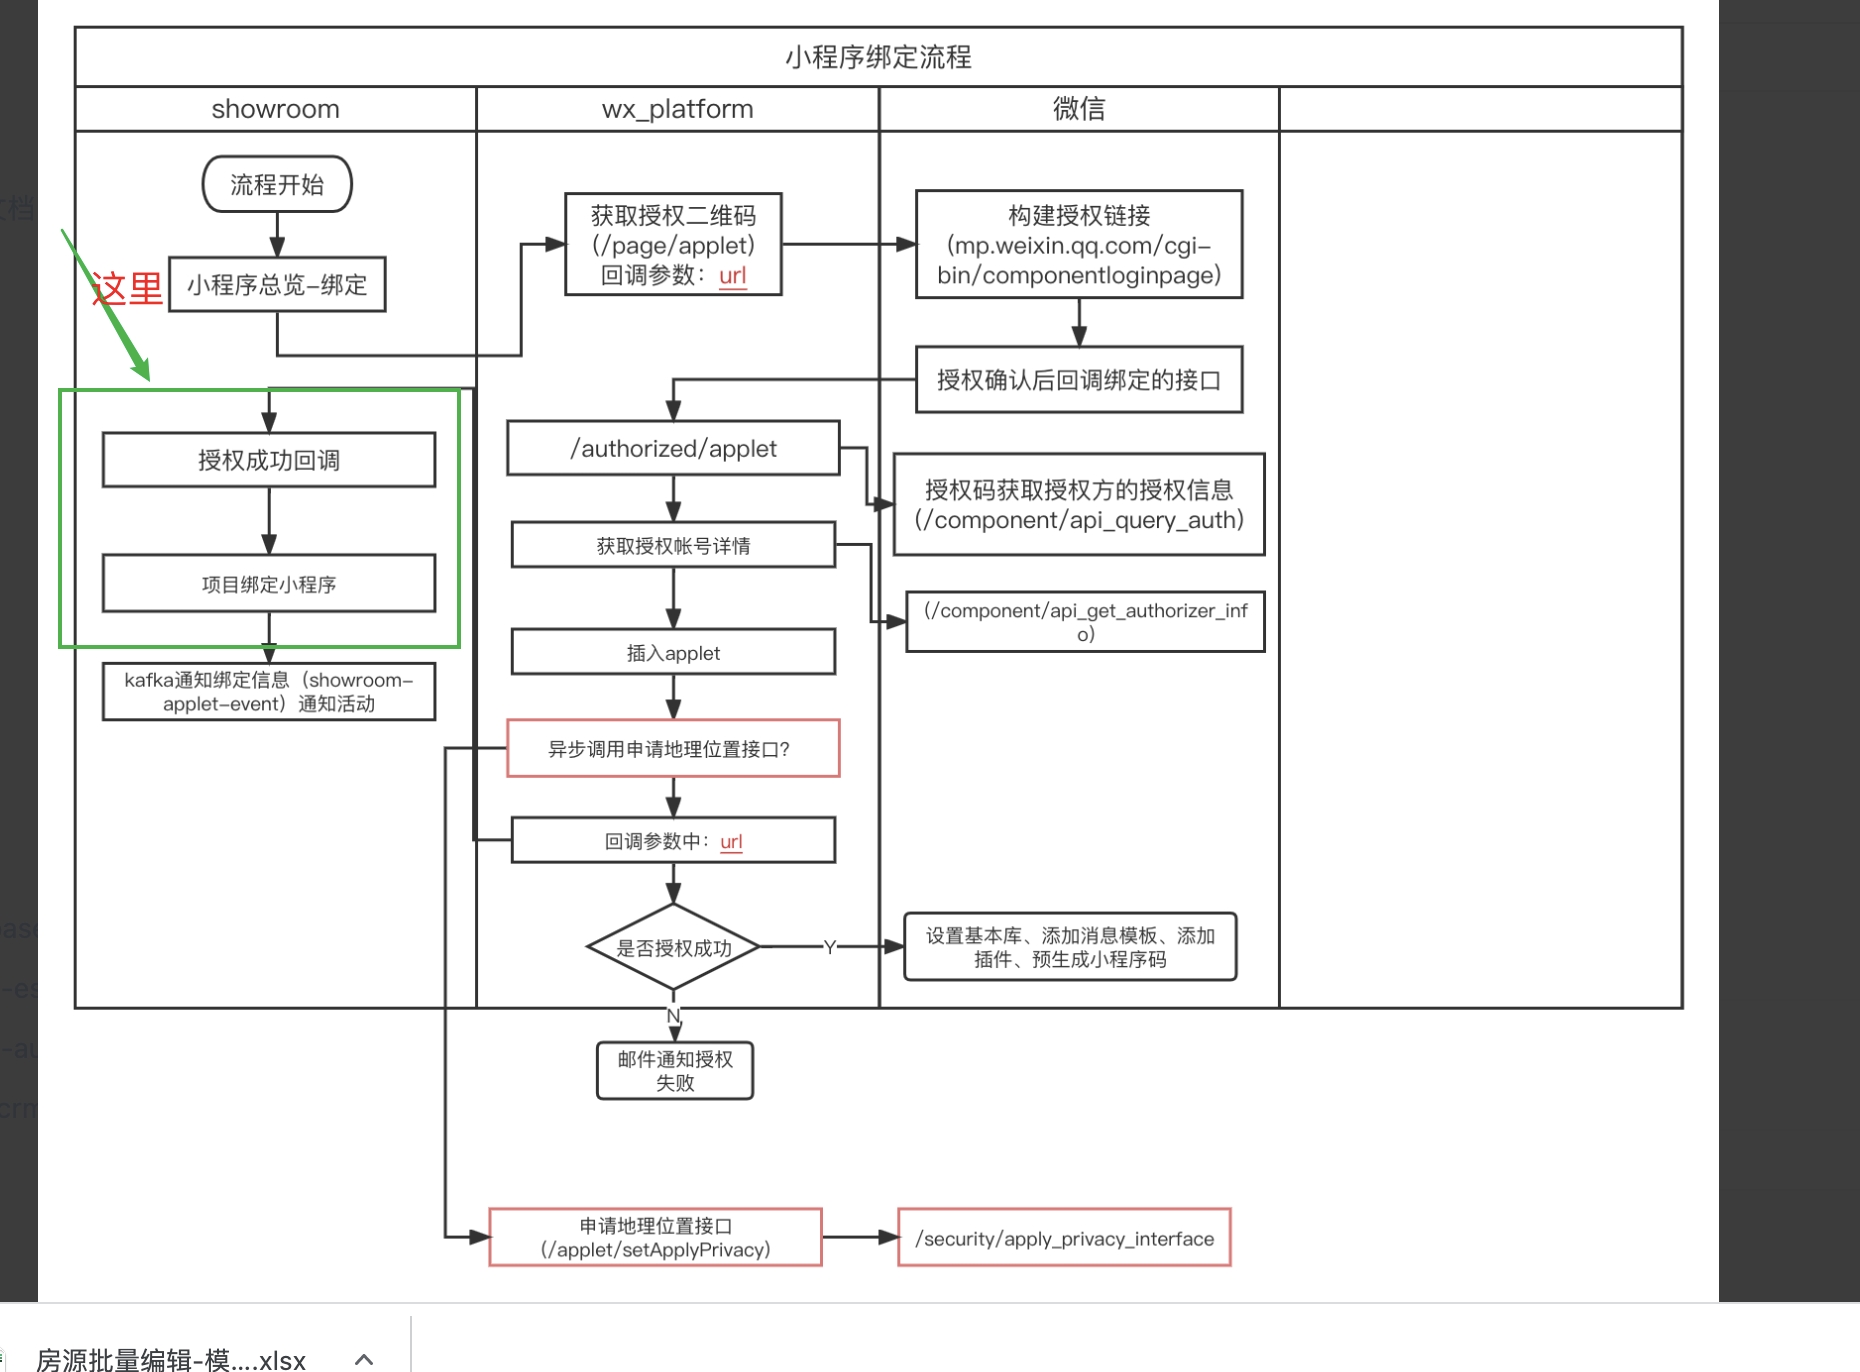 小程序绑定流程
showroom
wx_platform
微信
流程开始
小程序总览-绑定
这里
获取授权二维码
(/page/applet)
回调参数：url
构建授权链接
(mp.weixin.qq.com/cgi-
bin/componentloginpage)
授权确认后回调绑定的接口
授权成功回调
项目绑定小程序
kafka通知绑定信息（showroom-
applet-event）通知活动
/authorized/applet
授权码获取授权方的授权信息
(/component/api_query_auth)
获取授权帐号详情
(/component/api_get_authorizer_inf
o)
插入applet
异步调用申请地理位置接口?
回调参数中：url
是否授权成功
Y
设置基本库、添加消息模板、添加
插件、预生成小程序码
N
邮件通知授权
失败
申请地理位置接口
(/applet/setApplyPrivacy)
/security/apply_privacy_interface
房源批量编辑-模....xlsx